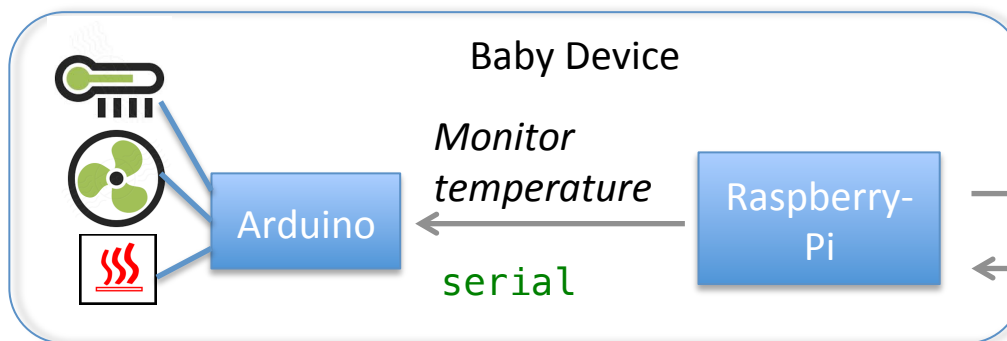 Baby Device
Monitor
temperature
Arduino
serial
Raspberry-
Pi